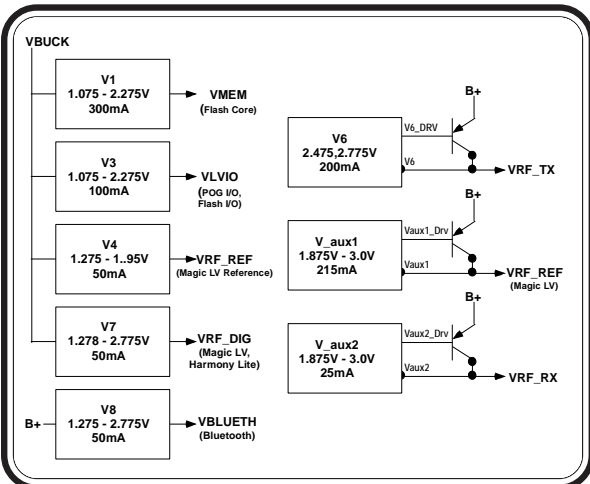 VBUCK
V1
1.075 - 2.275V
300mA
VMEM
(Flash Core)
V3
1.075 - 2.275V
100mA
VLVIO
(POG I/O,
Flash I/O)
V4
1.275 - 1..95V
50mA
VRF_REF
(Magic LV Reference)
V7
1.278 - 2.775V
50mA
VRF_DIG
(Magic LV,
Harmony Lite)
B+
V8
1.275 - 2.775V
50mA
VBLUETH
(Bluetooth)
B+
V6
2.475,2.775V
200mA
V6_DRV
V6
VRF_TX
B+
V_aux1
1.875V - 3.0V
215mA
Vaux1_Drv
Vaux1
VRF_REF
(Magic LV)
B+
V_aux2
1.875V - 3.0V
25mA
Vaux2_Drv
Vaux2
VRF_RX